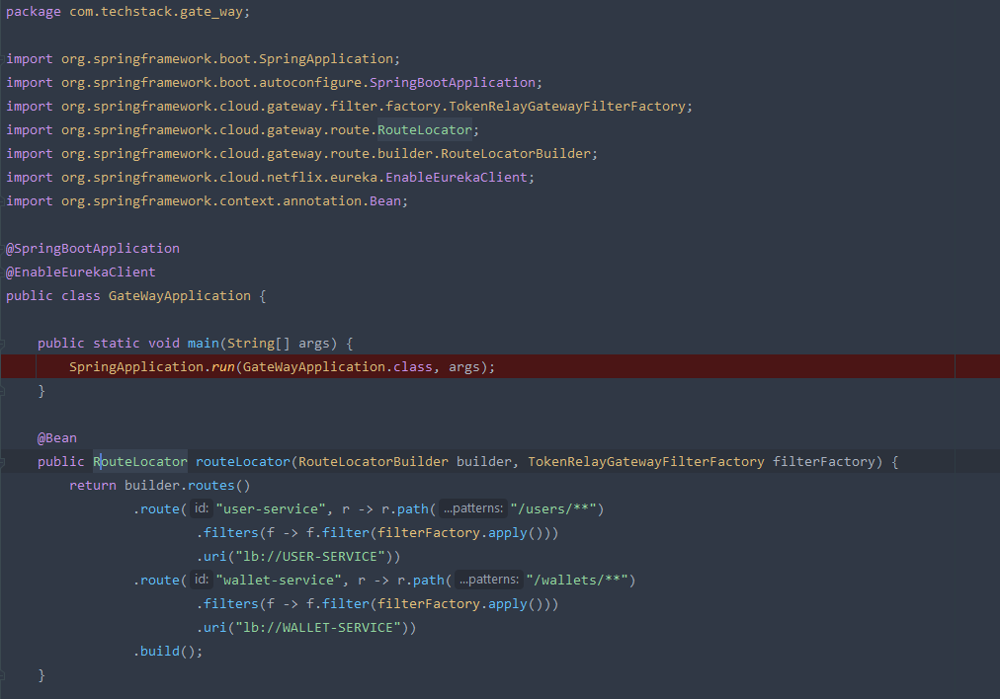 package com.techstack.gate_way;
import org.springframework.boot.SpringApplication;
import org.springframework.boot.autoconfigure.SpringBootApplication;
import org.springframework.cloud.gateway.filter.factory.TokenRelayGatewayFilterFactory;
import org.springframework.cloud.gateway.route.RouteLocator;
import org.springframework.cloud.gateway.route.builder.RouteLocatorBuilder;
import org.springframework.cloud.netflix.eureka.EnableEurekaClient;
import org.springframework.context.annotation.Bean;
@SpringBootApplication
@EnableEurekaClient
public class GateWayApplication {
public static void main(String[] args) {
SpringApplication.run(GateWayApplication.class, args);
}
@Bean
public RouteLocator routeLocator(RouteLocatorBuilder builder, TokenRelayGatewayFilterFactory filterFactory) {
return builder.routes()
.route( id: "user-service", r -> r.path( ...patterns: "/users/**")
.filters(f -> f.filter(filterFactory.apply()))
.uri("lb://USER-SERVICE"))
.route( id: "wallet-service", r -> r.path( ...patterns: "/wallets/**")
.filters(f -> f.filter(filterFactory.apply()))
.uri("lb://WALLET-SERVICE"))
.build();
}